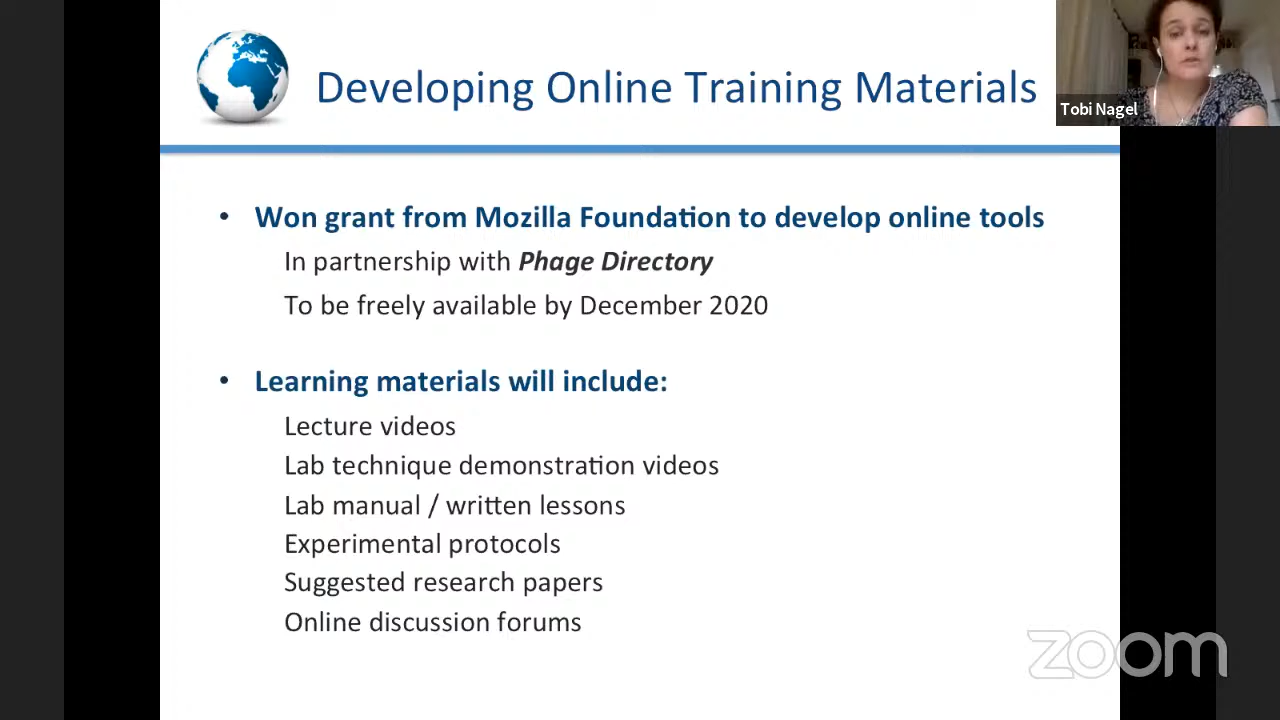 Developing Online Training Materials
Tobi Nagel
• Won grant from Mozilla Foundation to develop online tools
In partnership with Phage Directory
To be freely available by December 2020
• Learning materials will include:
Lecture videos
Lab technique demonstration videos
Lab manual / written lessons
Experimental protocols
Suggested research papers
Online discussion forums
zoom